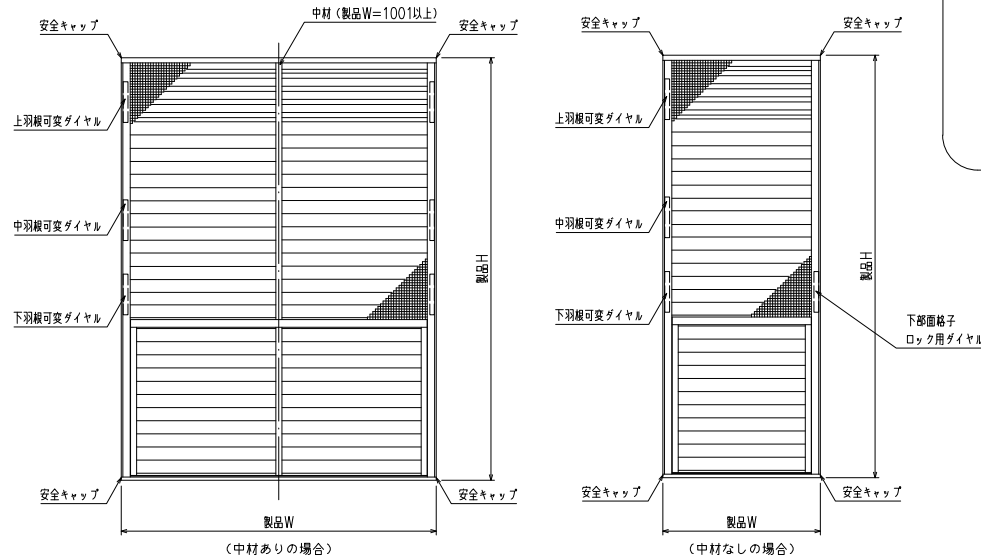 中材(製品W=1001以上)
安全キャップ
安全キャップ
上羽根可変ダイヤル
中羽根可変ダイヤル
下羽根可変ダイヤル
製品H
安全キャップ
安全キャップ
製品W
(中材ありの場合)
安全キャップ
安全キャップ
上羽根可変ダイヤル
中羽根可変ダイヤル
下羽根可変ダイヤル
製品H
下部面格子
ロック用ダイヤル
安全キャップ
安全キャップ
製品W
(中材なしの場合)